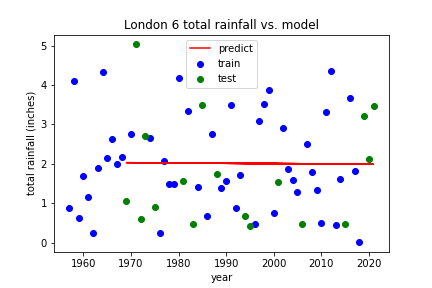 London 6 total rainfall vs. model
predict
train
test
total rainfall (inches)
5
4
3
2
1
0
1960 1970 1980 1990 2000 2010 2020
year